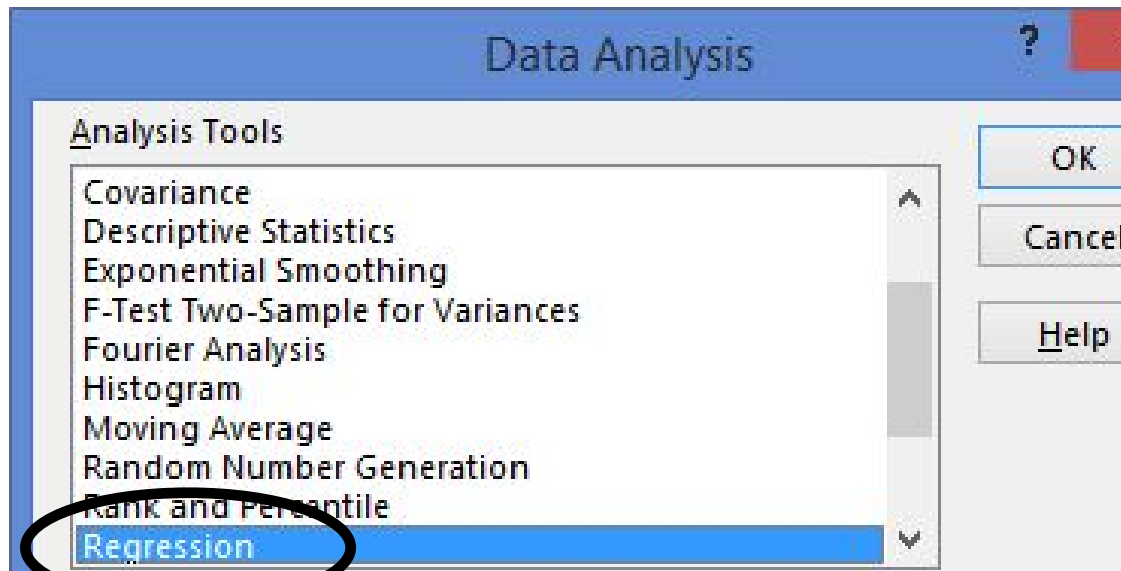 Data Analysis
?
Analysis Tools
OK
Covariance
Descriptive Statistics
Cancel
Exponential Smoothing
F-Test Two-Sample for Variances
Help
Fourier Analysis
Histogram
Moving Average
Random Number Generation
Rank and Percentile
Regression